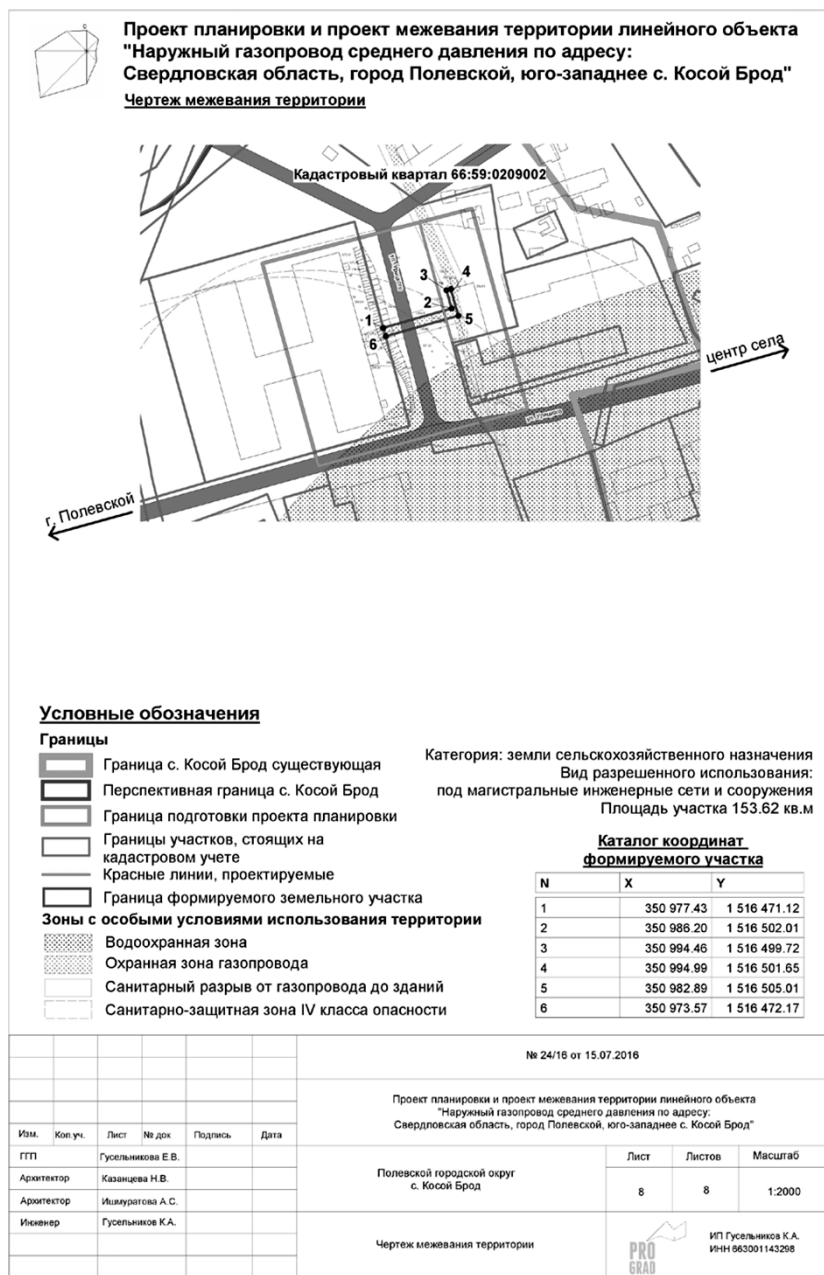 Проект планировки и проект межевания территории линейного объекта
"Наружный газопровод среднего давления по адресу:
Свердловская область, город Полевской, юго-западнее с. Косой Брод"
Чертеж межевания территории
С
Кадастровый квартал 66:59:0209002
3 4
2
5
1
6
центр села
г. Полевской
Условные обозначения
Границы
Граница с. Косой Брод существующая
Перспективная граница с. Косой Брод
Граница подготовки проекта планировки
Границы участков, стоящих на
кадастровом учете
Красные линии, проектируемые
Граница формируемого земельного участка
Зоны с особыми условиями использования территории
Водоохранная зона
Охранная зона газопровода
Санитарный разрыв от газопровода до зданий
Санитарно-защитная зона IV класса опасности
Категория: земли сельскохозяйственного назначения
Вид разрешенного использования:
под магистральные инженерные сети и сооружения
Площадь участка 153.62 кв.м
Каталог координат
формируемого участка
N X Y
1 350 977.43 1 516 471.12
2 350 986.20 1 516 502.01
3 350 994.46 1 516 499.72
4 350 994.99 1 516 501.65
5 350 982.89 1 516 505.01
6 350 973.57 1 516 472.17
№ 24/16 от 15.07.2016
Проект планировки и проект межевания территории линейного объекта
"Наружный газопровод среднего давления по адресу:
Свердловская область, город Полевской, юго-западнее с. Косой Брод"
Изм. Кол.уч. Лист № док Подпись Дата
ГГП Гусельникова Е.В.
Архитектор Казанцева Н.В.
Архитектор Ишмуратова А.С.
Инженер Гусельников К.А.
Полевской городской округ
с. Косой Брод
Лист Листов Масштаб
8 8 1:2000
Чертеж межевания территории
PRO
GRAD
ИП Гусельников К.А.
ИНН 663001143298